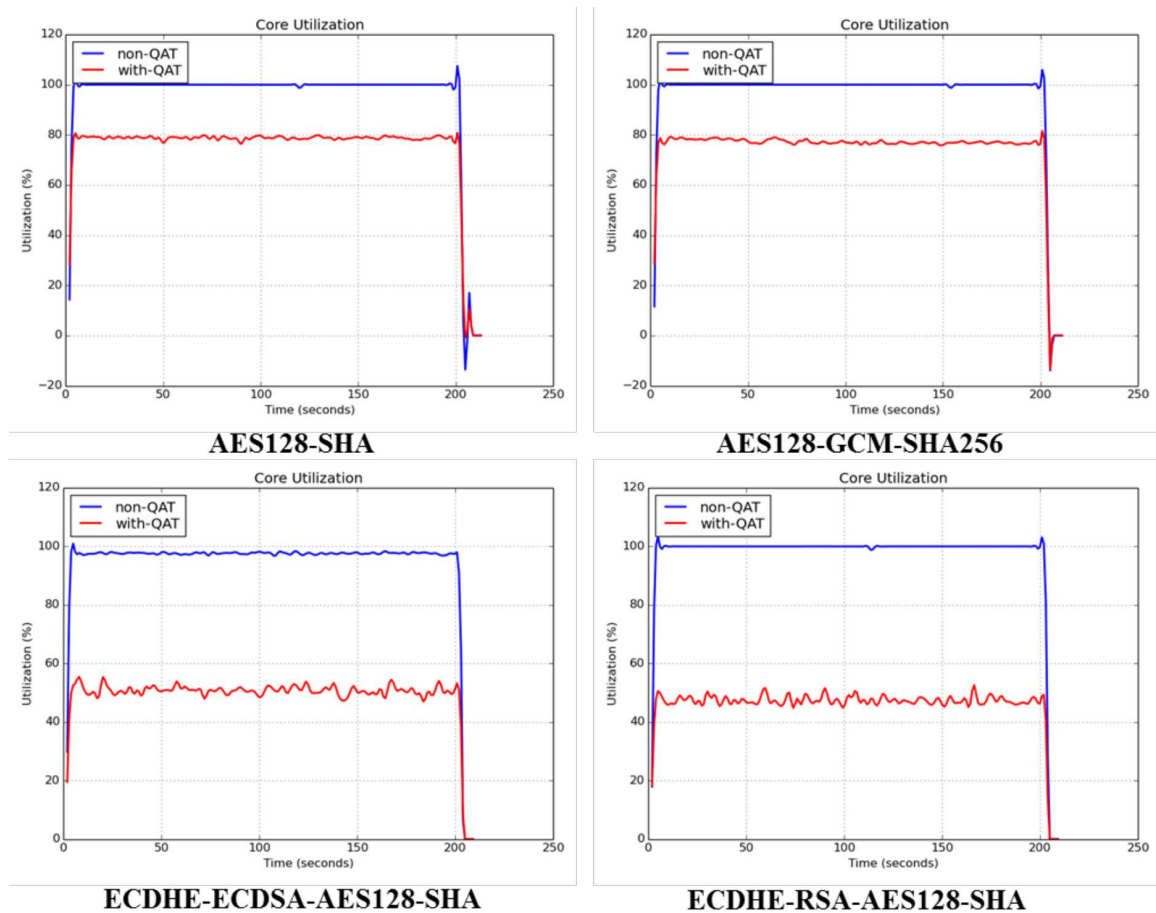 Core Utilization
120
100
80
60
40
20
0
−20
Utilization (%)
non-QAT
with-QAT
0 50 100 150 200 250
Time (seconds)
AES128-SHA
Core Utilization
120
100
80
60
40
20
0
−20
Utilization (%)
non-QAT
with-QAT
0 50 100 150 200 250
Time (seconds)
AES128-GCM-SHA256
Core Utilization
120
100
80
60
40
20
0
Utilization (%)
non-QAT
with-QAT
0 50 100 150 200 250
Time (seconds)
ECDHE-ECDSA-AES128-SHA
Core Utilization
120
100
80
60
40
20
0
Utilization (%)
non-QAT
with-QAT
0 50 100 150 200 250
Time (seconds)
ECDHE-RSA-AES128-SHA